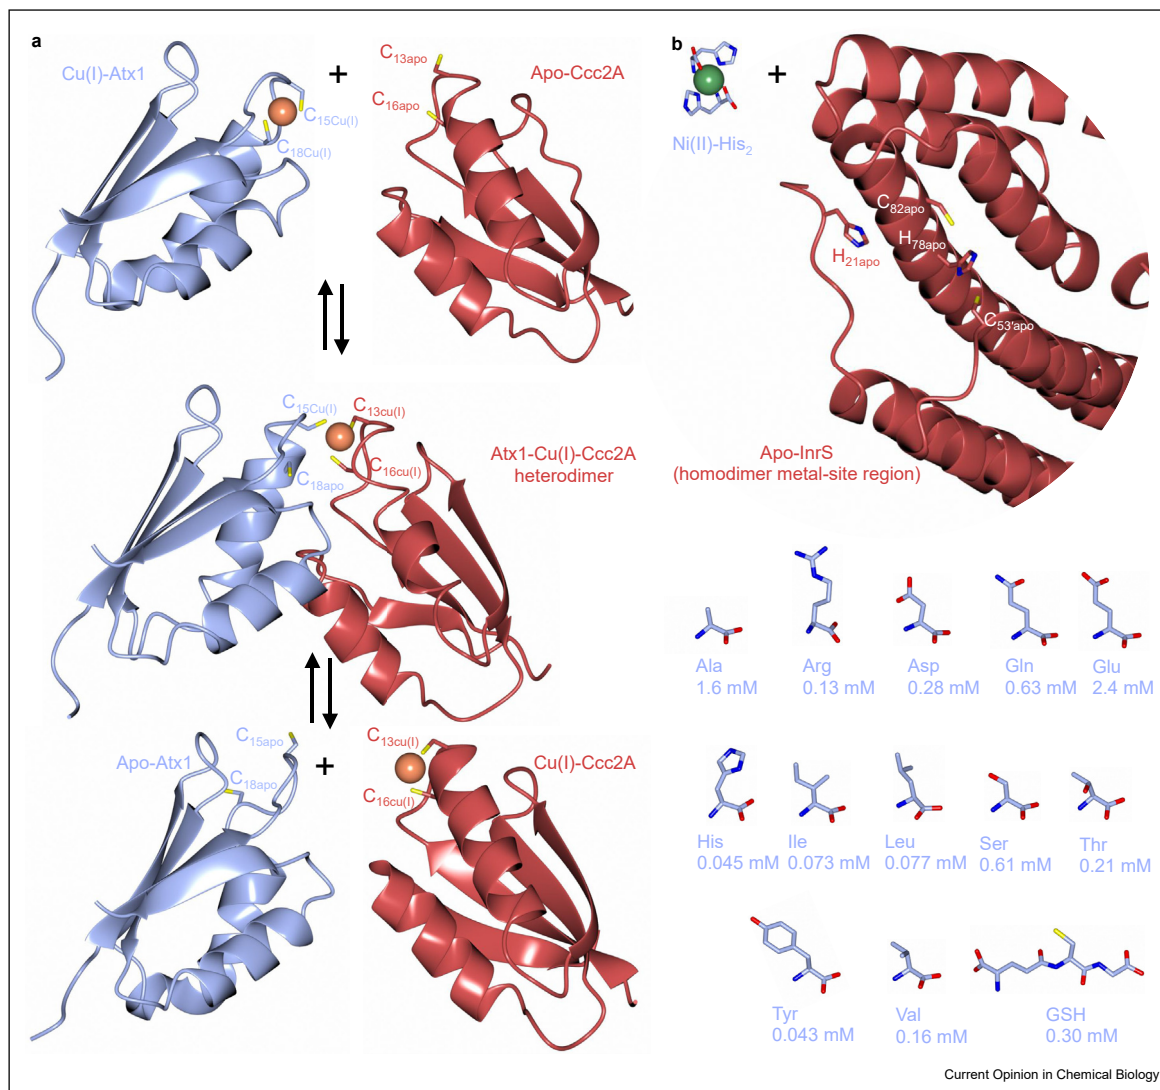 a
Cu(I)-Atx1
+
C13apo
Apo-Ccc2A
C16apo
C15Cu(I)
C18Cu(I)
C15Cu(I)
C13cu(I)
C18apo
C16cu(I)
Atx1-Cu(I)-Ccc2A
heterodimer
Apo-Atx1
C15apo
C18apo
+
C13cu(I)
Cu(I)-Ccc2A
C16cu(I)
b
+
Ni(II)-His2
C82apo
H78apo
H21apo
C53'apo
Apo-InrS
(homodimer metal-site region)
Ala
1.6 mM
Arg
0.13 mM
Asp
0.28 mM
Gln
0.63 mM
Glu
2.4 mM
His
0.045 mM
Ile
0.073 mM
Leu
0.077 mM
Ser
0.61 mM
Thr
0.21 mM
Tyr
0.043 mM
Val
0.16 mM
GSH
0.30 mM
Current Opinion in Chemical Biology